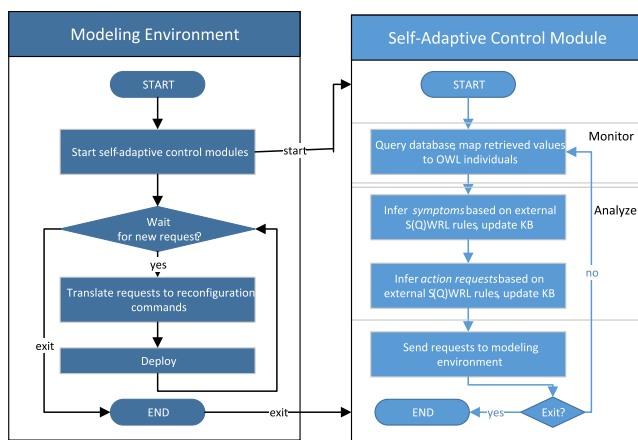 Modeling Environment
START
Start self-adaptive control modules
start
Wait
for new request?
yes
Translate requests to reconfiguration
commands
exit
Deploy
END
exit
Self-Adaptive Control Module
START
Monitor
Query database, map retrieved values
to OWL individuals
Analyze
Infer symptoms based on external
S(Q)WRL rules, update KB
no
Infer action requests based on
external S(Q)WRL rules, update KB
Send requests to modeling
environment
END
yes
Exit?